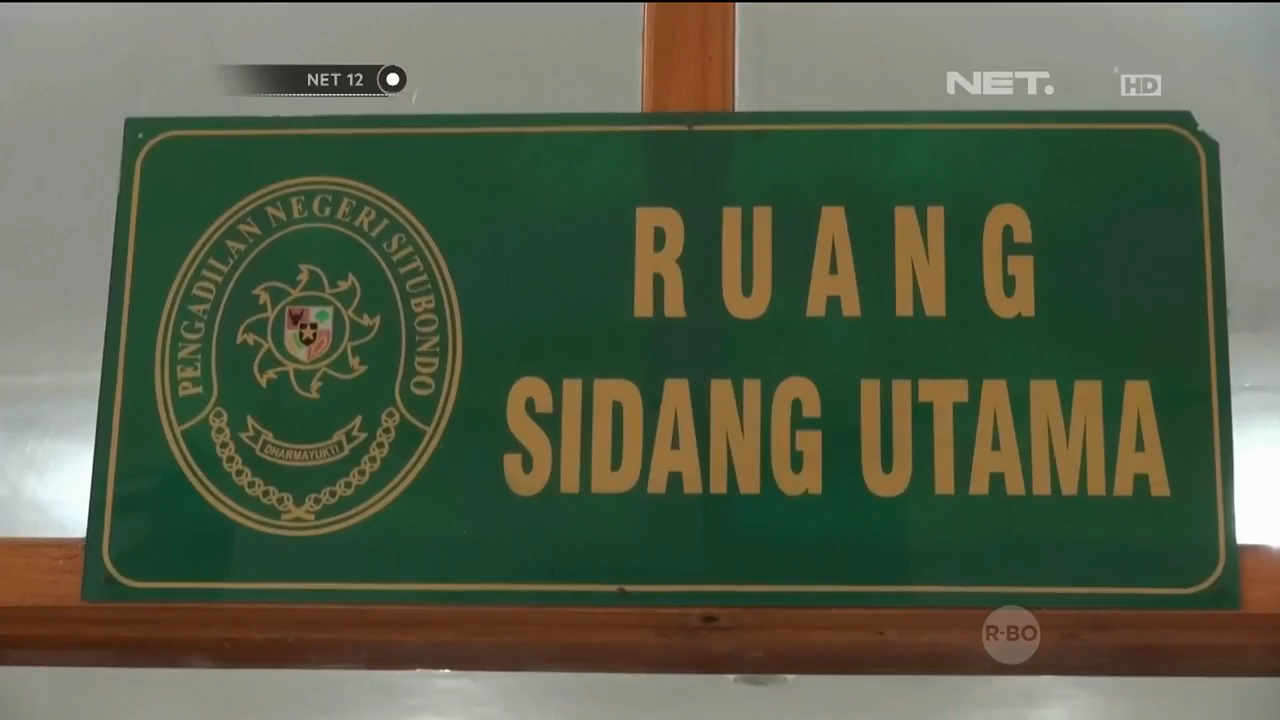 NET 12
NET.
HD
PENGADILAN NEGERI SITUBONDO
DHARMAYUKTI
RUANG
SIDANG UTAMA
R-BO